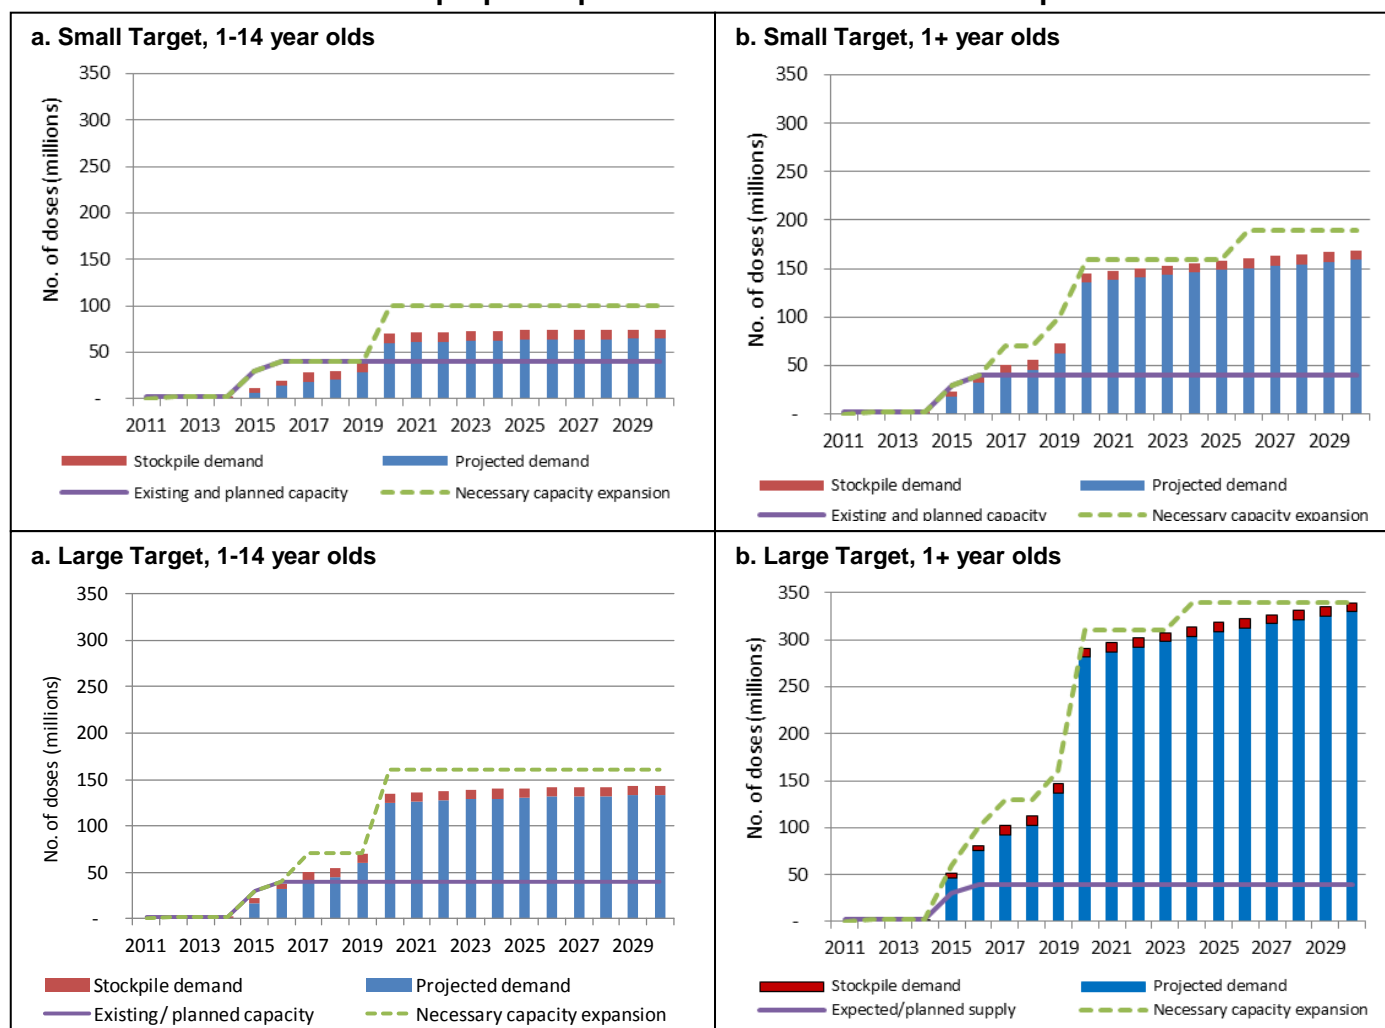 a. Small Target, 1-14 year olds
No. of doses (millions)
350
300
250
200
150
100
50
-
2011 2013 2015 2017 2019 2021 2023 2025 2027 2029
Stockpile demand Projected demand
Existing and planned capacity Necessary capacity expansion
b. Small Target, 1+ year olds
No. of doses (millions)
350
300
250
200
150
100
50
-
2011 2013 2015 2017 2019 2021 2023 2025 2027 2029
Stockpile demand Projected demand
Existing and planned capacity Necessary capacity expansion
a. Large Target, 1-14 year olds
No. of doses (millions)
350
300
250
200
150
100
50
-
2011 2013 2015 2017 2019 2021 2023 2025 2027 2029
Stockpile demand Projected demand
Existing/ planned capacity Necessary capacity expansion
b. Large Target, 1+ year olds
No. of doses (millions)
350
300
250
200
150
100
50
-
2011 2013 2015 2017 2019 2021 2023 2025 2027 2029
Stockpile demand Projected demand
Expected/planned supply Necessary capacity expansion